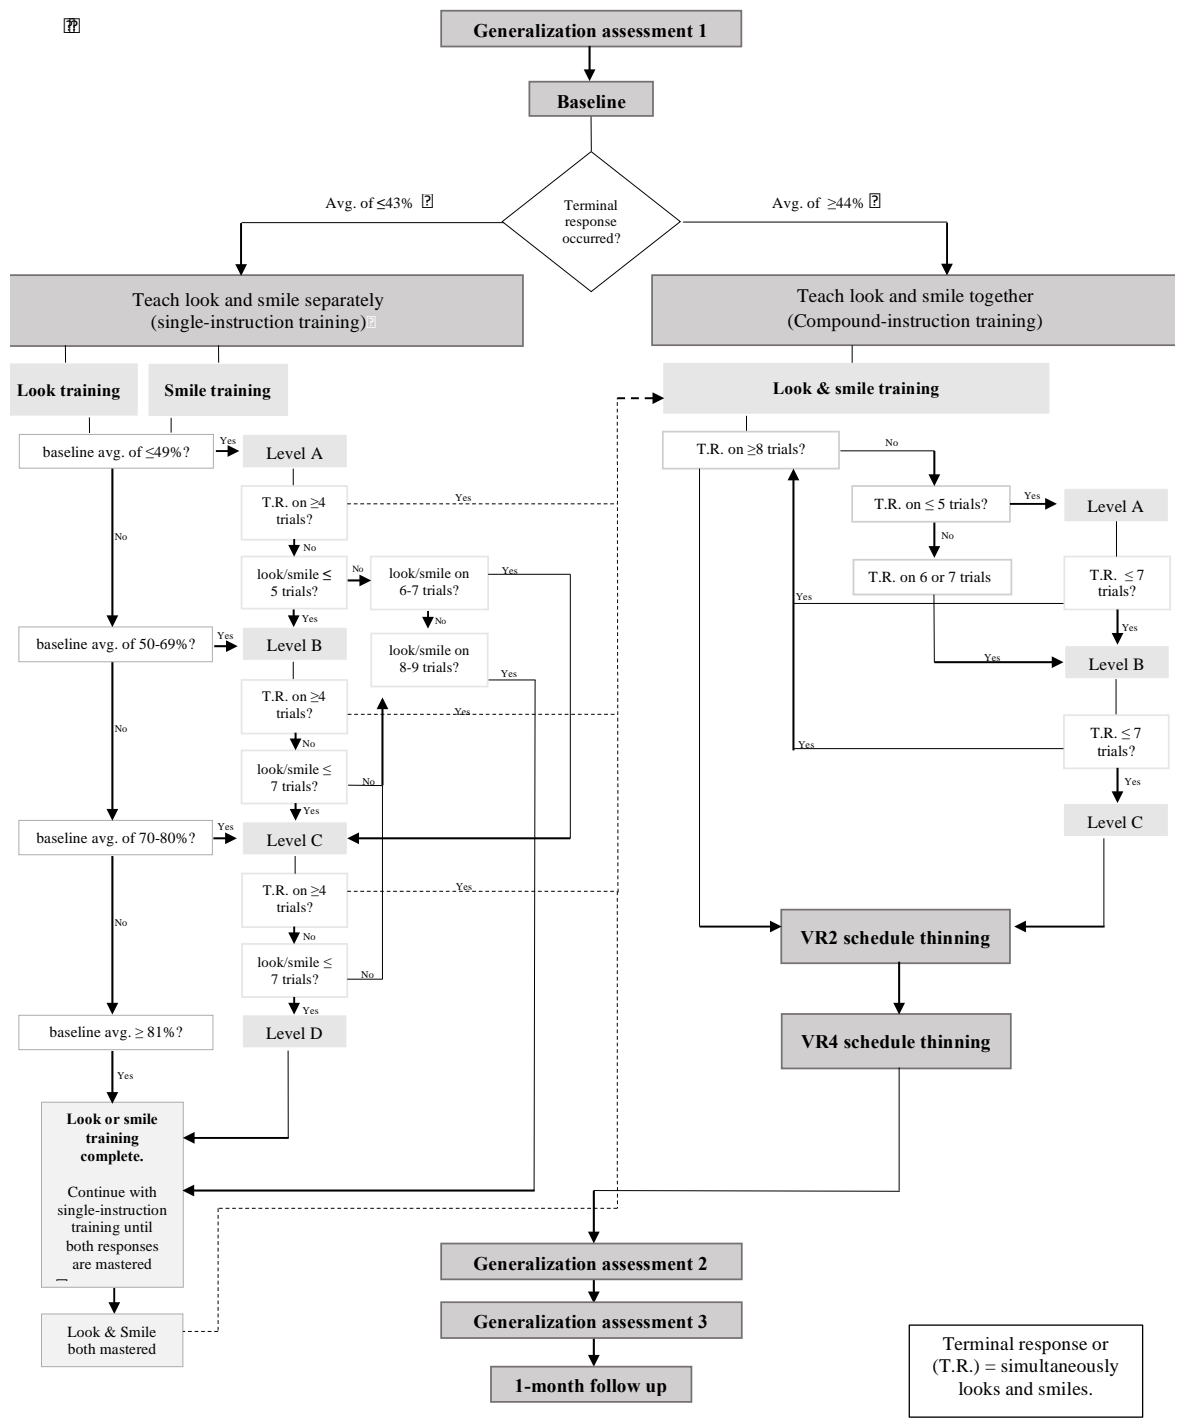 Generalization assessment 1
Baseline
Avg. of ≤43%
Avg. of ≥44%
Terminal
response
occurred?
Teach look and smile separately
(single-instruction training)
Teach look and smile together
(Compound-instruction training)
Look training
Smile training
Look & smile training
baseline avg. of ≤49%?
Yes
Level A
T.R. on ≥4
trials?
Yes
No
No
look/smile ≤
5 trials?
No
look/smile on
6-7 trials?
Yes
Yes
No
baseline avg. of 50-69%?
Yes
Level B
look/smile on
8-9 trials?
Yes
T.R. on ≥4
trials?
Yes
No
No
look/smile ≤
7 trials?
No
Yes
baseline avg. of 70-80%?
Yes
Level C
T.R. on ≥4
trials?
Yes
No
No
look/smile ≤
7 trials?
No
Yes
baseline avg. ≥ 81%?
Level D
Yes
Look or smile
training
complete.
Continue with
single-instruction
training until
both responses
are mastered
Look & Smile
both mastered
T.R. on ≥8 trials?
No
T.R. on ≤ 5 trials?
Yes
Level A
No
T.R. on 6 or 7 trials
T.R. ≤ 7
trials?
Yes
Yes
Yes
Level B
T.R. ≤ 7
trials?
Yes
Yes
Level C
VR2 schedule thinning
VR4 schedule thinning
Generalization assessment 2
Generalization assessment 3
1-month follow up
Terminal response or
(T.R.) = simultaneously
looks and smiles.